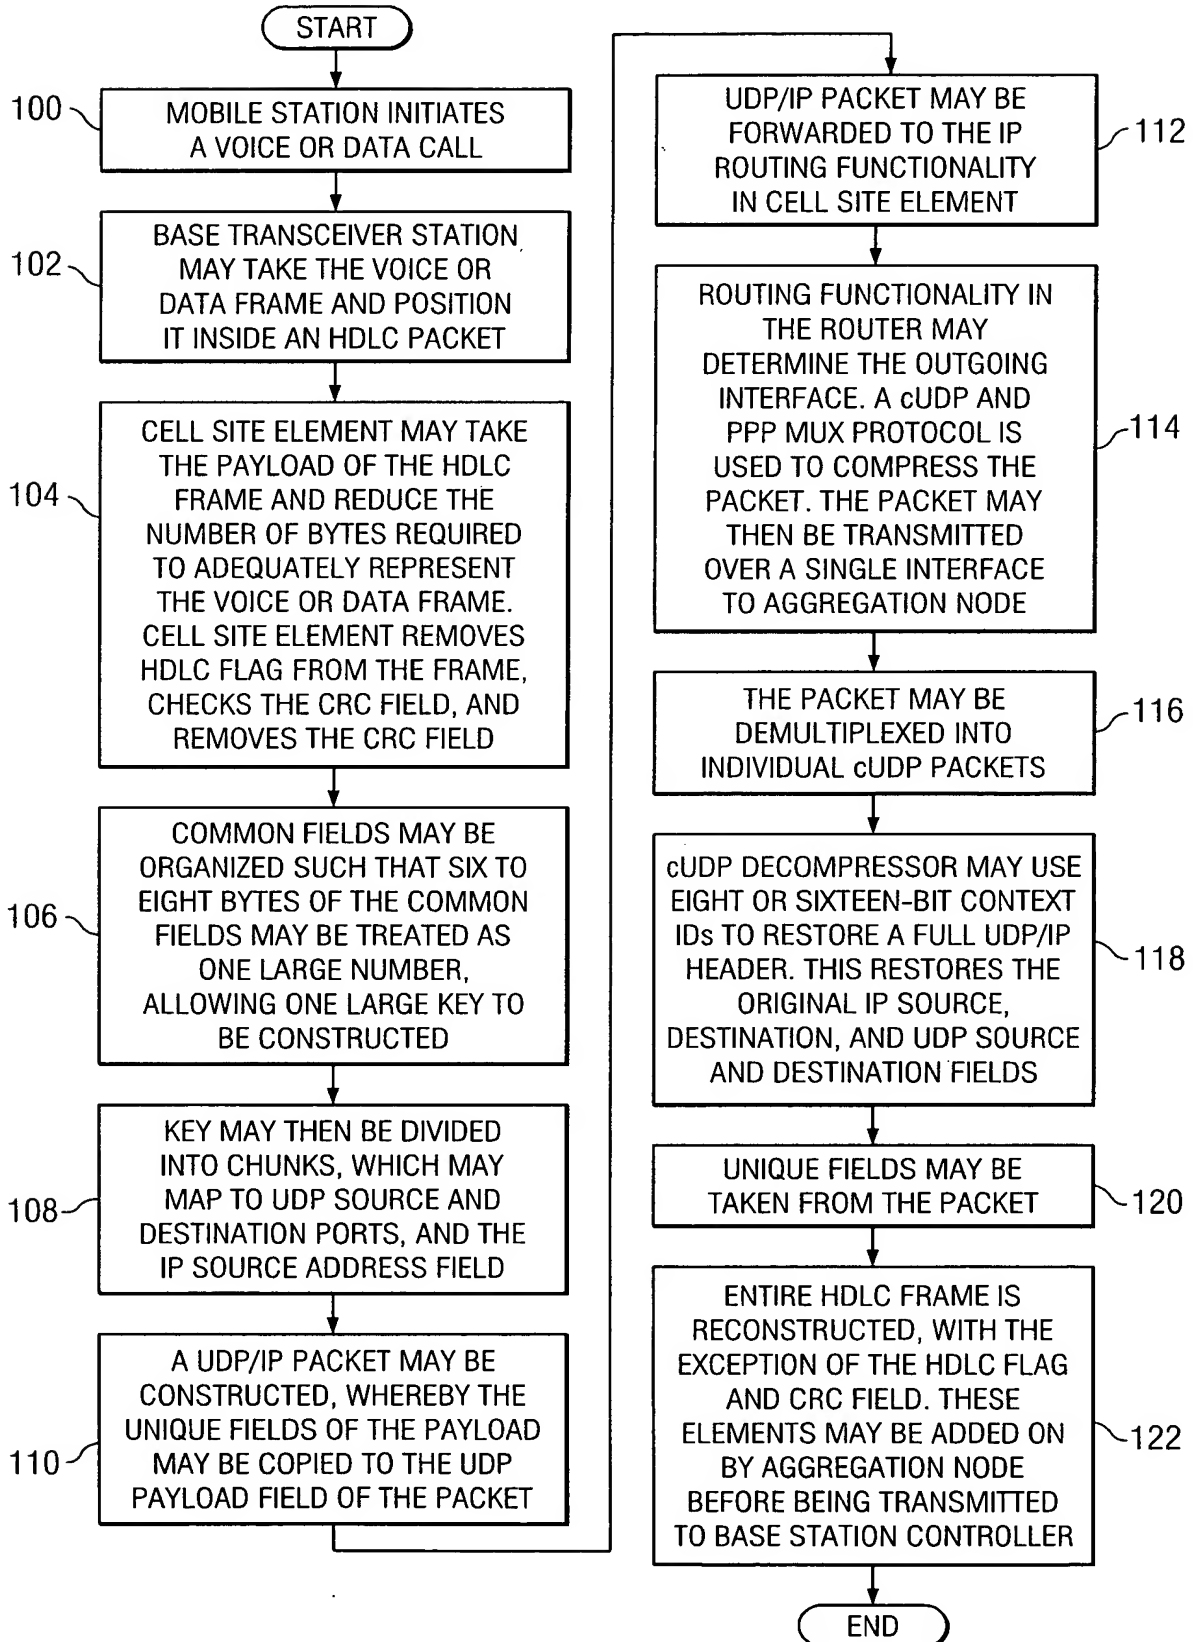 START
100
MOBILE STATION INITIATES
A VOICE OR DATA CALL
102
BASE TRANSCEIVER STATION
MAY TAKE THE VOICE OR
DATA FRAME AND POSITION
IT INSIDE AN HDLC PACKET
104
CELL SITE ELEMENT MAY TAKE
THE PAYLOAD OF THE HDLC
FRAME AND REDUCE THE
NUMBER OF BYTES REQUIRED
TO ADEQUATELY REPRESENT
THE VOICE OR DATA FRAME.
CELL SITE ELEMENT REMOVES
HDLC FLAG FROM THE FRAME,
CHECKS THE CRC FIELD, AND
REMOVES THE CRC FIELD
106
COMMON FIELDS MAY BE
ORGANIZED SUCH THAT SIX TO
EIGHT BYTES OF THE COMMON
FIELDS MAY BE TREATED AS
ONE LARGE NUMBER,
ALLOWING ONE LARGE KEY TO
BE CONSTRUCTED
108
KEY MAY THEN BE DIVIDED
INTO CHUNKS, WHICH MAY
MAP TO UDP SOURCE AND
DESTINATION PORTS, AND THE
IP SOURCE ADDRESS FIELD
110
A UDP/IP PACKET MAY BE
CONSTRUCTED, WHEREBY THE
UNIQUE FIELDS OF THE PAYLOAD
MAY BE COPIED TO THE UDP
PAYLOAD FIELD OF THE PACKET
UDP/IP PACKET MAY BE
FORWARDED TO THE IP
ROUTING FUNCTIONALITY
IN CELL SITE ELEMENT
112
ROUTING FUNCTIONALITY IN
THE ROUTER MAY
DETERMINE THE OUTGOING
INTERFACE. A cUDP AND
PPP MUX PROTOCOL IS
USED TO COMPRESS THE
PACKET. THE PACKET MAY
THEN BE TRANSMITTED
OVER A SINGLE INTERFACE
TO AGGREGATION NODE
114
THE PACKET MAY BE
DEMULTIPLEXED INTO
INDIVIDUAL cUDP PACKETS
116
cUDP DECOMPRESSOR MAY USE
EIGHT OR SIXTEEN-BIT CONTEXT
IDs TO RESTORE A FULL UDP/IP
HEADER. THIS RESTORES THE
ORIGINAL IP SOURCE,
DESTINATION, AND UDP SOURCE
AND DESTINATION FIELDS
118
UNIQUE FIELDS MAY BE
TAKEN FROM THE PACKET
120
ENTIRE HDLC FRAME IS
RECONSTRUCTED, WITH THE
EXCEPTION OF THE HDLC FLAG
AND CRC FIELD. THESE
ELEMENTS MAY BE ADDED ON
BY AGGREGATION NODE
BEFORE BEING TRANSMITTED
TO BASE STATION CONTROLLER
122
END